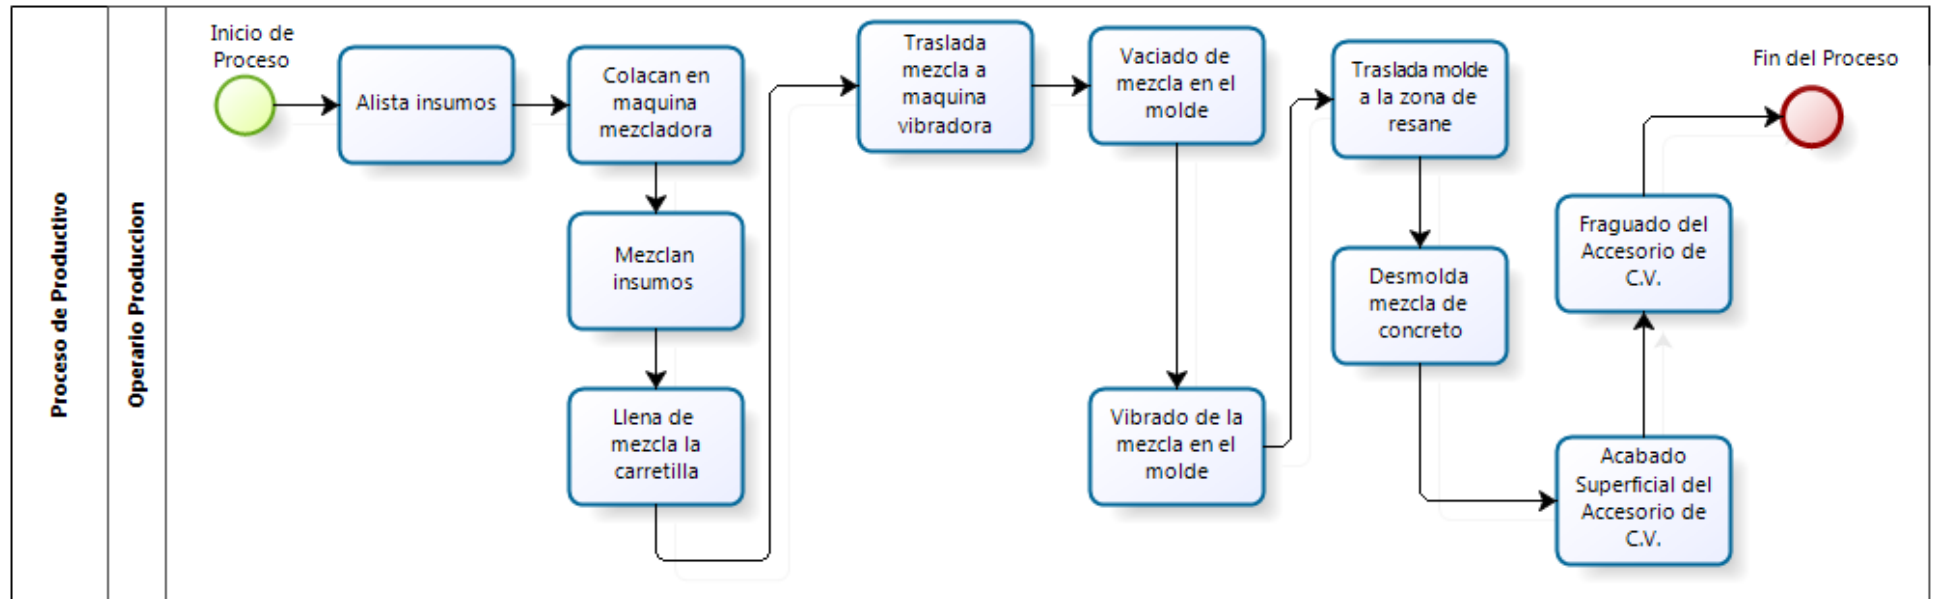 Proceso de Productivo
Operario Produccion
Inicio de
Proceso
Alista insumos
Colacan en
maquina
mezcladora
Mezclan
insumos
Llena de
mezcla la
carretilla
Traslada
mezcla a
maquina
vibradora
Vaciado de
mezcla en el
molde
Vibrado de la
mezcla en el
molde
Traslada molde
a la zona de
resane
Desmolda
mezcla de
concreto
Acabado
Superficial del
Accesorio de
C.V.
Fraguado del
Accesorio de
C.V.
Fin del Proceso